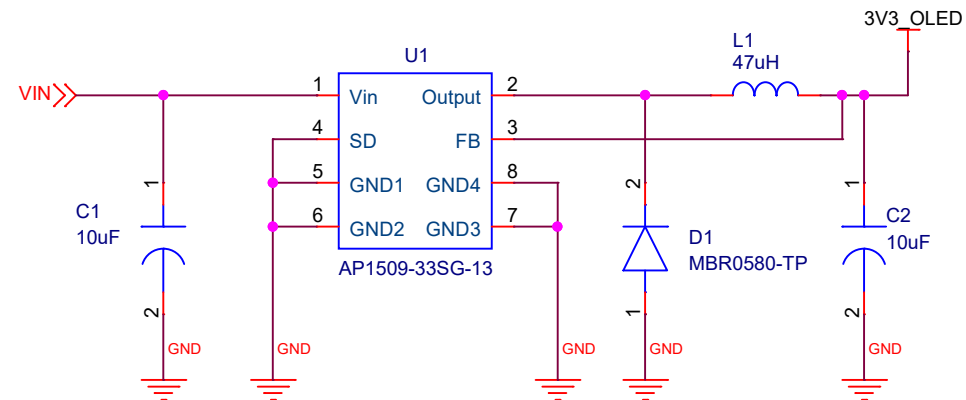 3V3_OLED
U1
L1
47uH
VIN
1
Vin
Output
2
4
SD
FB
3
5
GND1
GND4
8
6
GND2
GND3
7
AP1509-33SG-13
1
C1
10uF
2
GND
GND
GND
2
D1
MBR0580-TP
1
GND
1
C2
10uF
2
GND